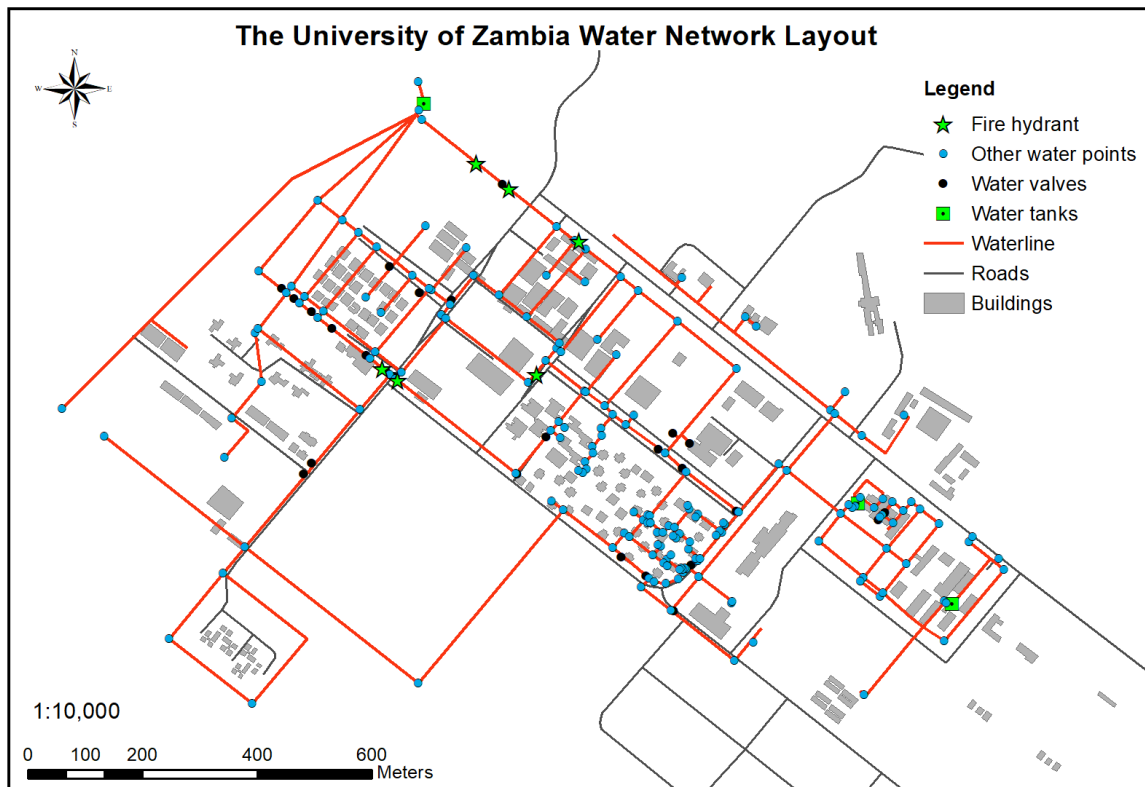 The University of Zambia Water Network Layout
N
W
E
S
Legend
Fire hydrant
Other water points
Water valves
Water tanks
Waterline
Roads
Buildings
1:10,000
0 100 200 400 600
Meters